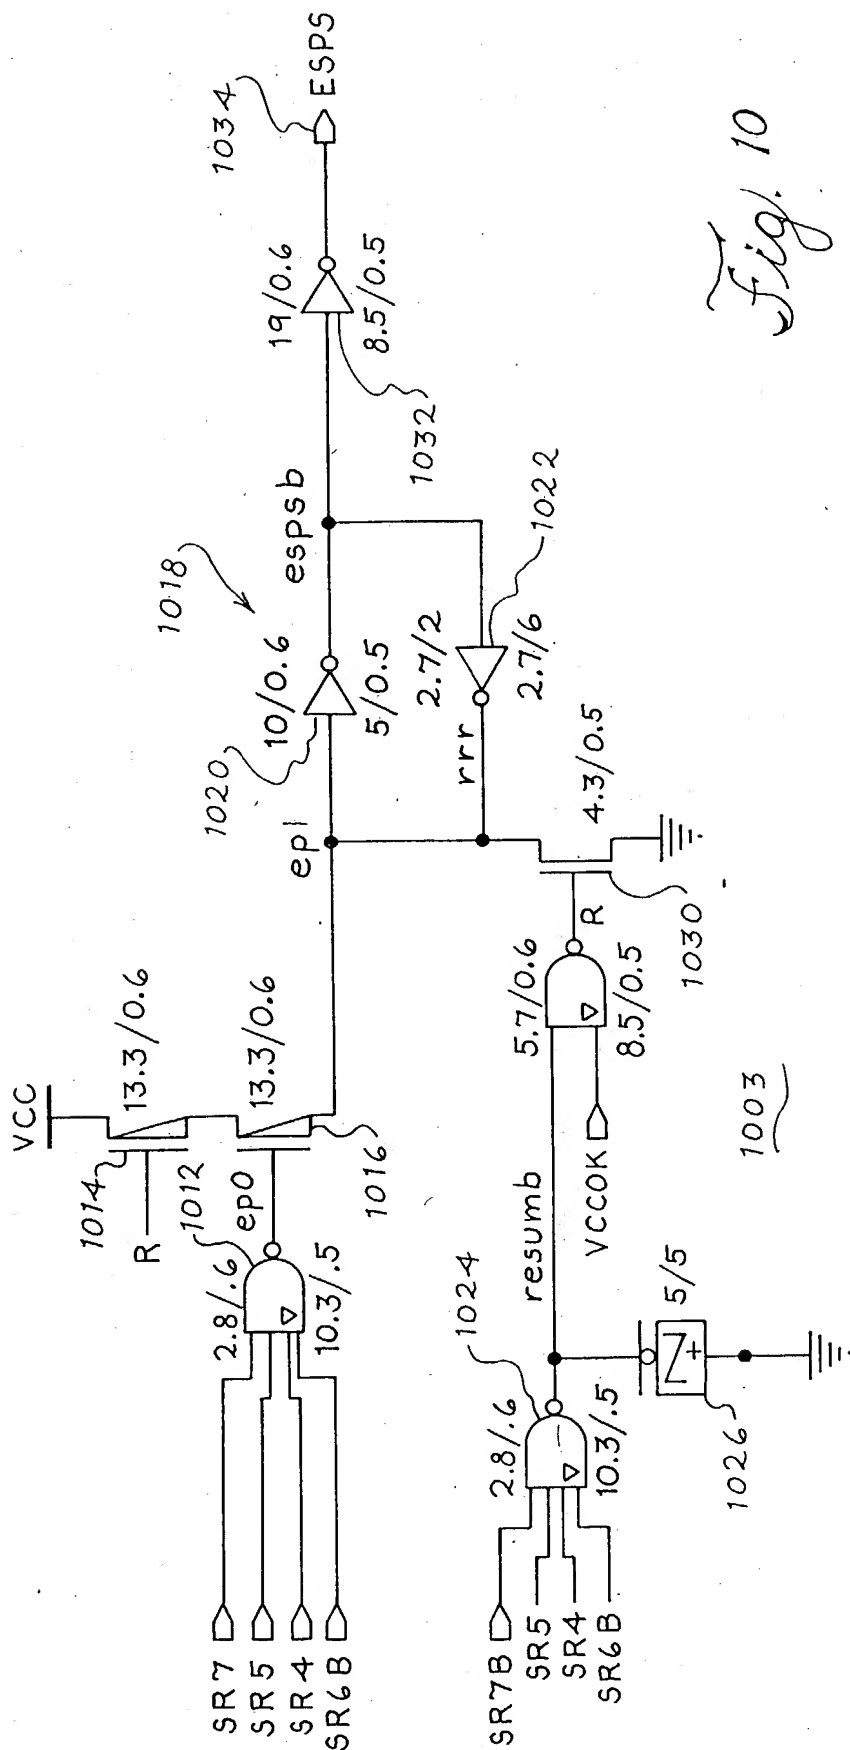 VCC
1014
R
13.3/0.6
1012
13.3/0.6
2.8/.6
ep0
1016
10.3/.5
SR7
SR5
SR4
SR6B
ep1
1020
10/0.6
5/0.5
1018
espsb
19/0.6
8.5/0.5
1032
1034
ESPS
rrr
2.7/2
2.7/6
1022
4.3/0.5
R
1030
5.7/0.6
8.5/0.5
resumb
VCCOK
1024
2.8/.6
10.3/.5
SR7B
SR5
SR4
SR6B
Z+
5/5
1026
1003
Fig. 10